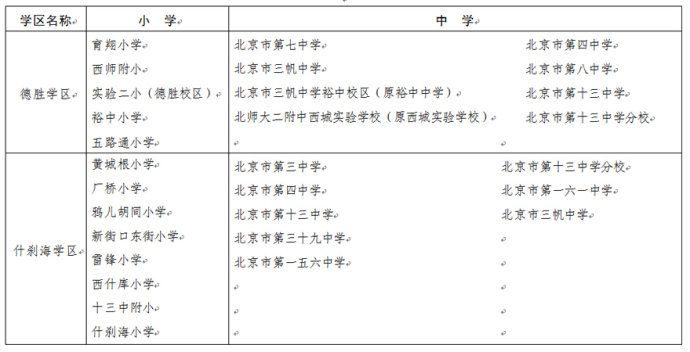 学区名称 小 学 中 学
育翔小学 北京市第七中学 北京市第四中学
西师附小 北京市三帆中学 北京市第八中学
德胜学区 实验二小（德胜校区） 北京市三帆中学裕中校区（原裕中中学） 北京市第十三中学
裕中小学 北师大二附中西城实验学校（原西城实验学校） 北京市第十三中学分校
五路通小学
黄城根小学 北京市第三中学 北京市第十三中学分校
厂桥小学 北京市第四中学 北京市第一六一中学
鸦儿胡同小学 北京市第十三中学 北京市三帆中学
什刹海学区 新街口东街小学 北京市第三十九中学
雷锋小学 北京市第一五六中学
西什库小学
十三中附小
什刹海小学